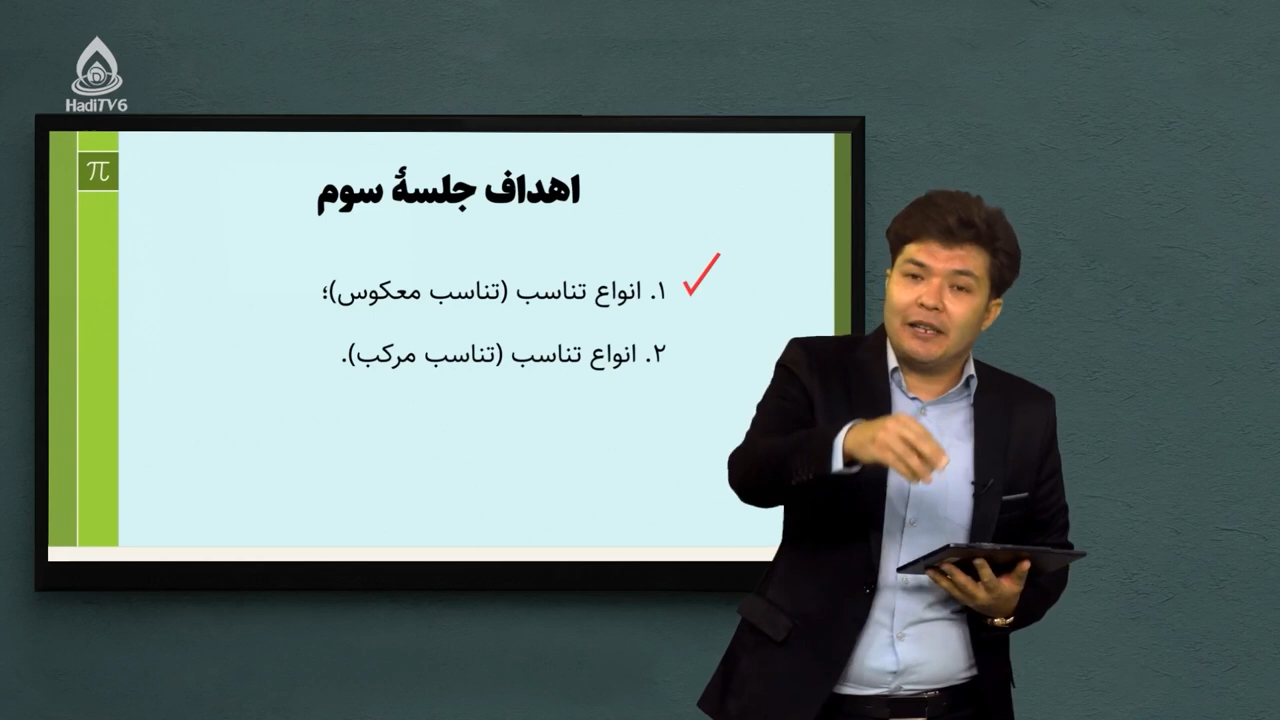 HadiTV6
π
اهداف جلسهٔ سوم
۱. انواع تناسب (تناسب معکوس)؛
۲. انواع تناسب (تناسب مرکب).